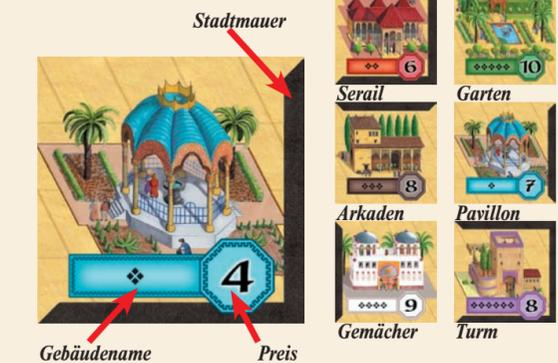 Stadtmauer
4
Gebäudename
Preis
6
Serail
10
Garten
8
Arkaden
7
Pavillon
9
Gemächer
8
Turm